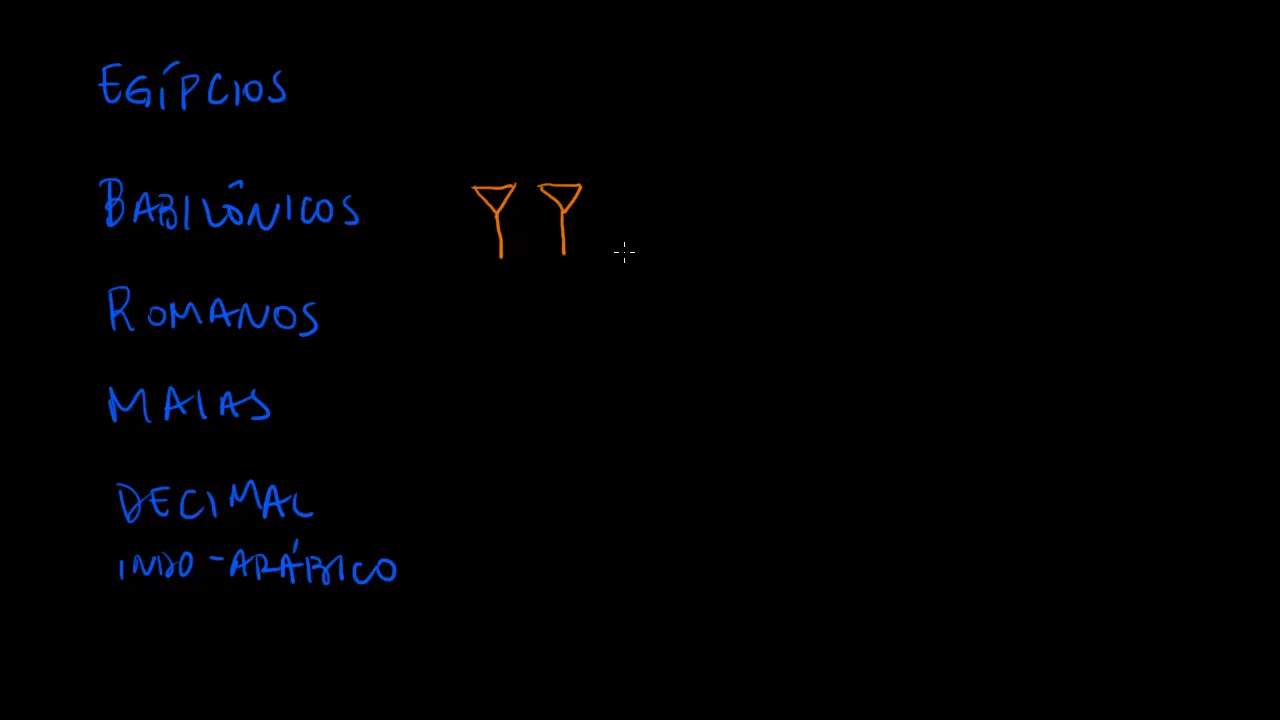 EGÍPCIOS
BABILÔNICOS
ROMANOS
MAIAS
DECIMAL
INDO-ARÁBICO